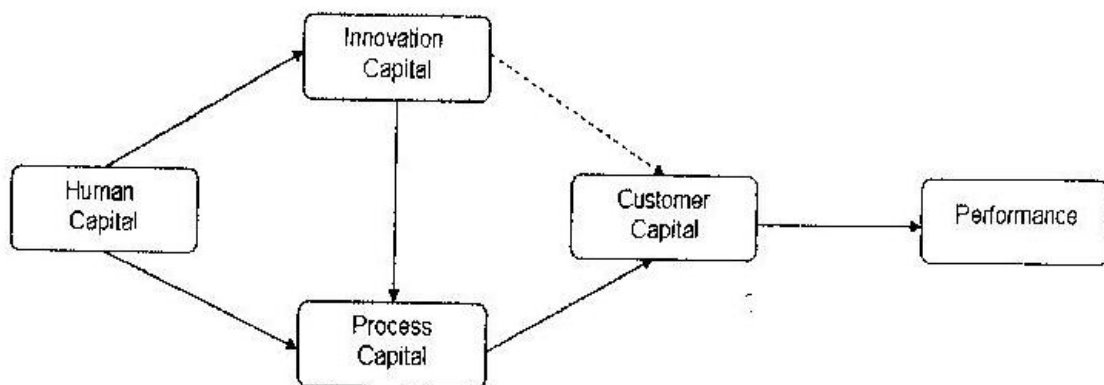 Innovation
Capital
Human
Capital
Customer
Capital
Performance
Process
Capital